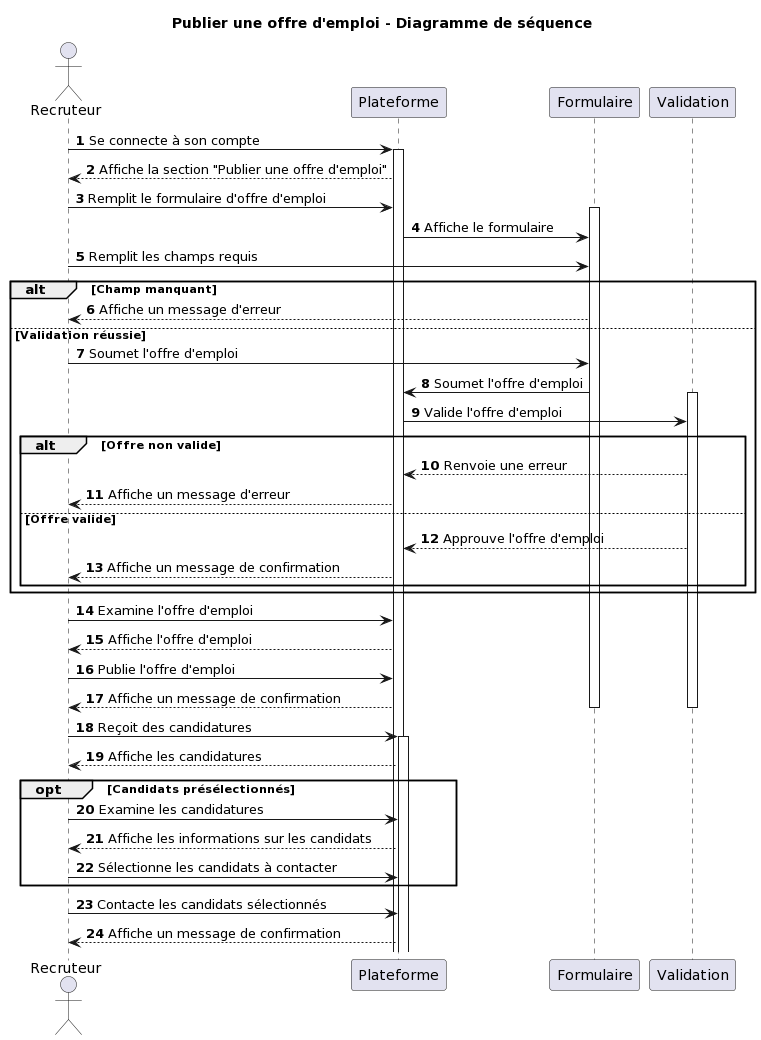 Publier une offre d'emploi - Diagramme de séquence
Recruteur
Plateforme
Formulaire
Validation
1 Se connecte à son compte
2 Affiche la section "Publier une offre d'emploi"
3 Remplit le formulaire d'offre d'emploi
4 Affiche le formulaire
5 Remplit les champs requis
alt [Champ manquant]
6 Affiche un message d'erreur
[Validation réussie]
7 Soumet l'offre d'emploi
8 Soumet l'offre d'emploi
9 Valide l'offre d'emploi
alt [Offre non valide]
10 Renvoie une erreur
11 Affiche un message d'erreur
[Offre valide]
12 Approuve l'offre d'emploi
13 Affiche un message de confirmation
14 Examine l'offre d'emploi
15 Affiche l'offre d'emploi
16 Publie l'offre d'emploi
17 Affiche un message de confirmation
18 Reçoit des candidatures
19 Affiche les candidatures
opt [Candidats présélectionnés]
20 Examine les candidatures
21 Affiche les informations sur les candidats
22 Sélectionne les candidats à contacter
23 Contacte les candidats sélectionnés
24 Affiche un message de confirmation
Recruteur
Plateforme
Formulaire
Validation